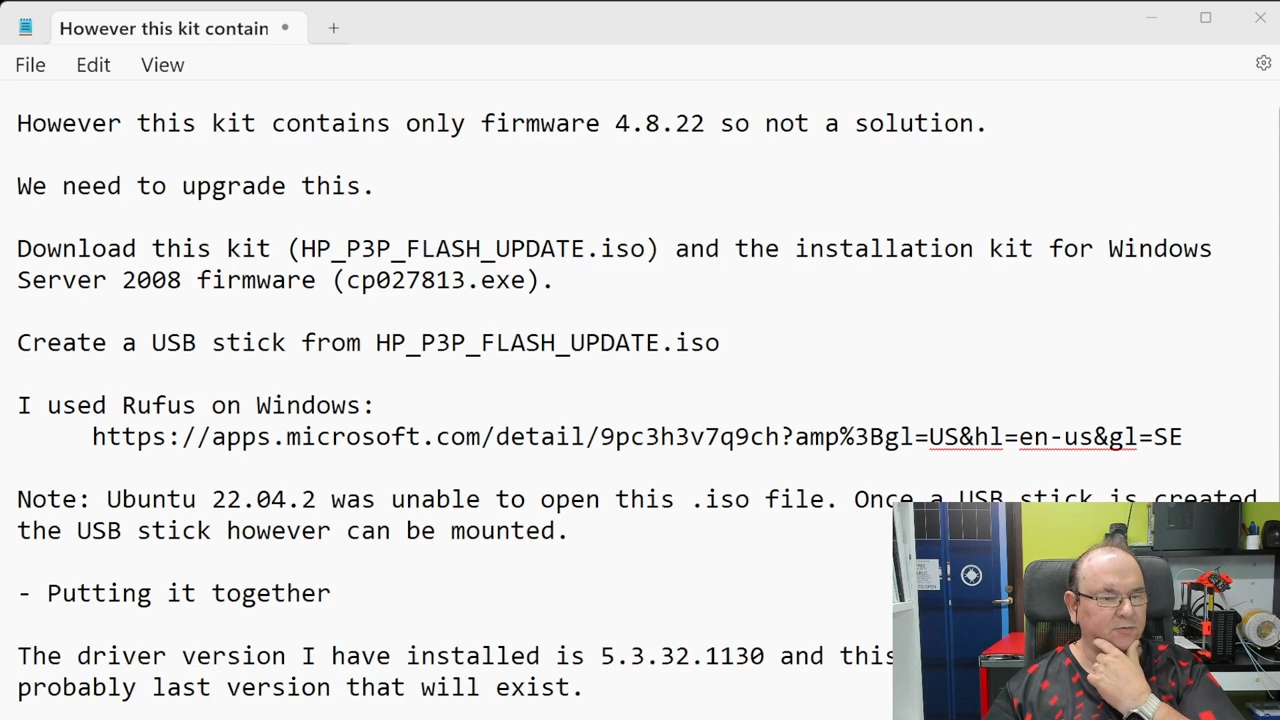 However this kit contain
File
Edit
View
However this kit contains only firmware 4.8.22 so not a solution.
We need to upgrade this.
Download this kit (HP_P3P_FLASH_UPDATE.iso) and the installation kit for Windows
Server 2008 firmware (cp027813.exe).
Create a USB stick from HP_P3P_FLASH_UPDATE.iso
I used Rufus on Windows:
https://apps.microsoft.com/detail/9pc3h3v7q9ch?amp%3Bgl=US&hl=en-us&gl=SE
Note: Ubuntu 22.04.2 was unable to open this .iso file. Once a USB stick is created
the USB stick however can be mounted.
- Putting it together
The driver version I have installed is 5.3.32.1130 nd this
probably last version that will exist.